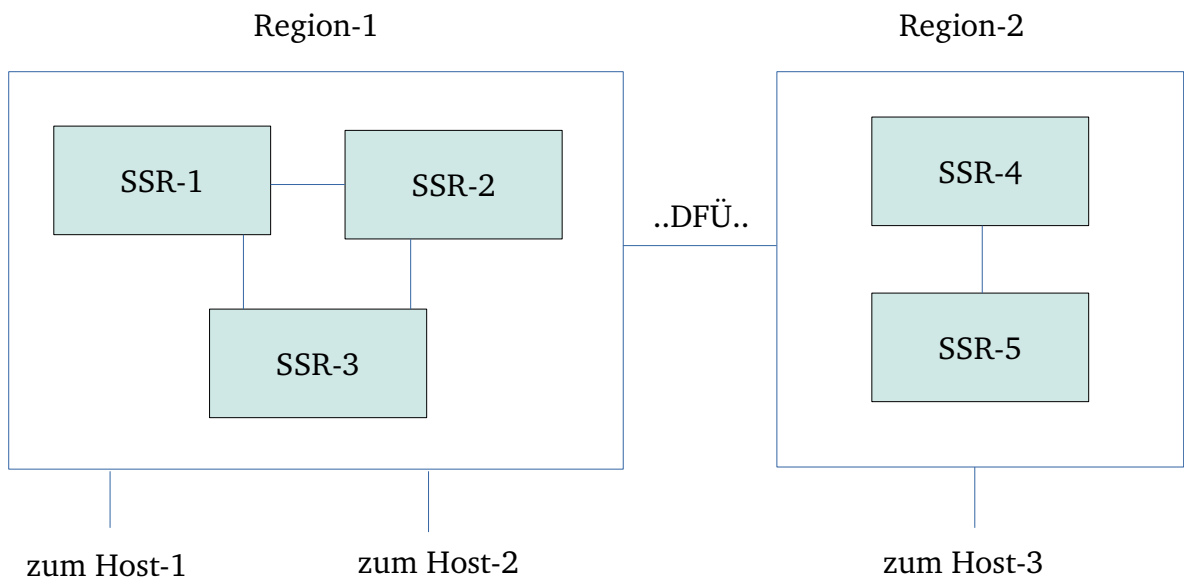 Region-1
Region-2
SSR-1
SSR-2
SSR-3
..DFÜ..
SSR-4
SSR-5
zum Host-1
zum Host-2
zum Host-3